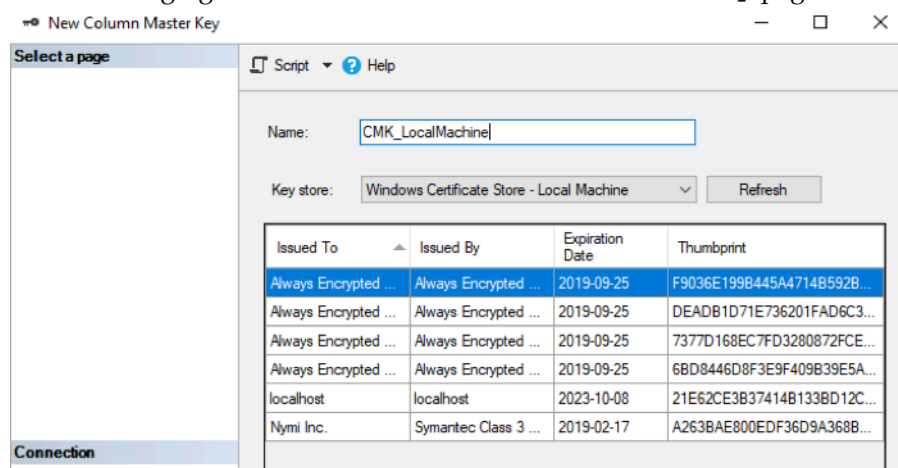 New Column Master Key
Select a page
Script Help
Name: CMK_LocalMachine
Key store: Windows Certificate Store - Local Machine Refresh
Issued To Issued By Expiration Date Thumbprint
Always Encrypted ... Always Encrypted ... 2019-09-25 F9036E199B445A4714B592B...
Always Encrypted ... Always Encrypted ... 2019-09-25 DEADB1D71E736201FAD6C3...
Always Encrypted ... Always Encrypted ... 2019-09-25 7377D168EC7FD3280872FCE...
Always Encrypted ... Always Encrypted ... 2019-09-25 6BD8446D8F3E9F409B39E5A...
localhost localhost 2023-10-08 21E62CE3B37414B133BD12C...
Nymi Inc. Symantec Class 3 ... 2019-02-17 A263BAE800EDF36D9A368B...
Connection